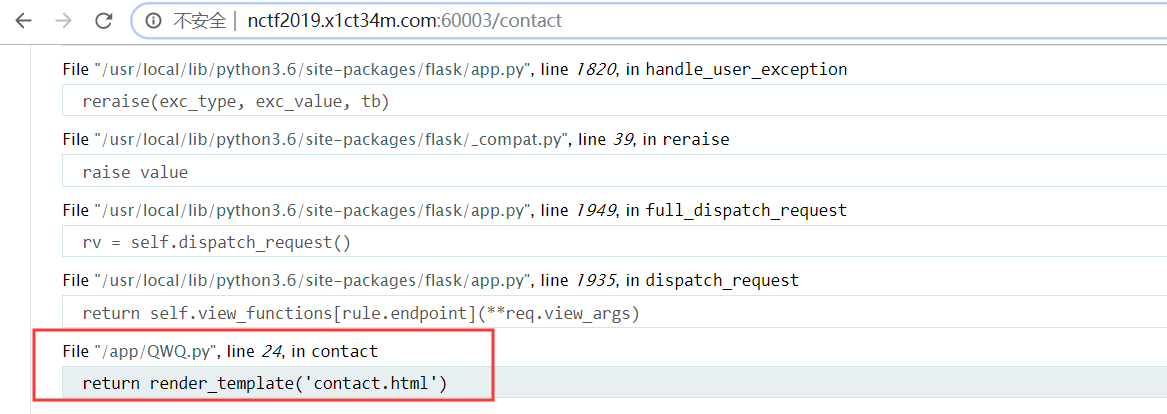 不安全 | nctf2019.x1ct34m.com:60003/contact
File "/usr/local/lib/python3.6/site-packages/flask/app.py", line 1820, in handle_user_exception
reraise(exc_type, exc_value, tb)
File "/usr/local/lib/python3.6/site-packages/flask/_compat.py", line 39, in reraise
raise value
File "/usr/local/lib/python3.6/site-packages/flask/app.py", line 1949, in full_dispatch_request
rv = self.dispatch_request()
File "/usr/local/lib/python3.6/site-packages/flask/app.py", line 1935, in dispatch_request
return self.view_functions[rule.endpoint](**req.view_args)
File "/app/QWQ.py", line 24, in contact
return render_template('contact.html')